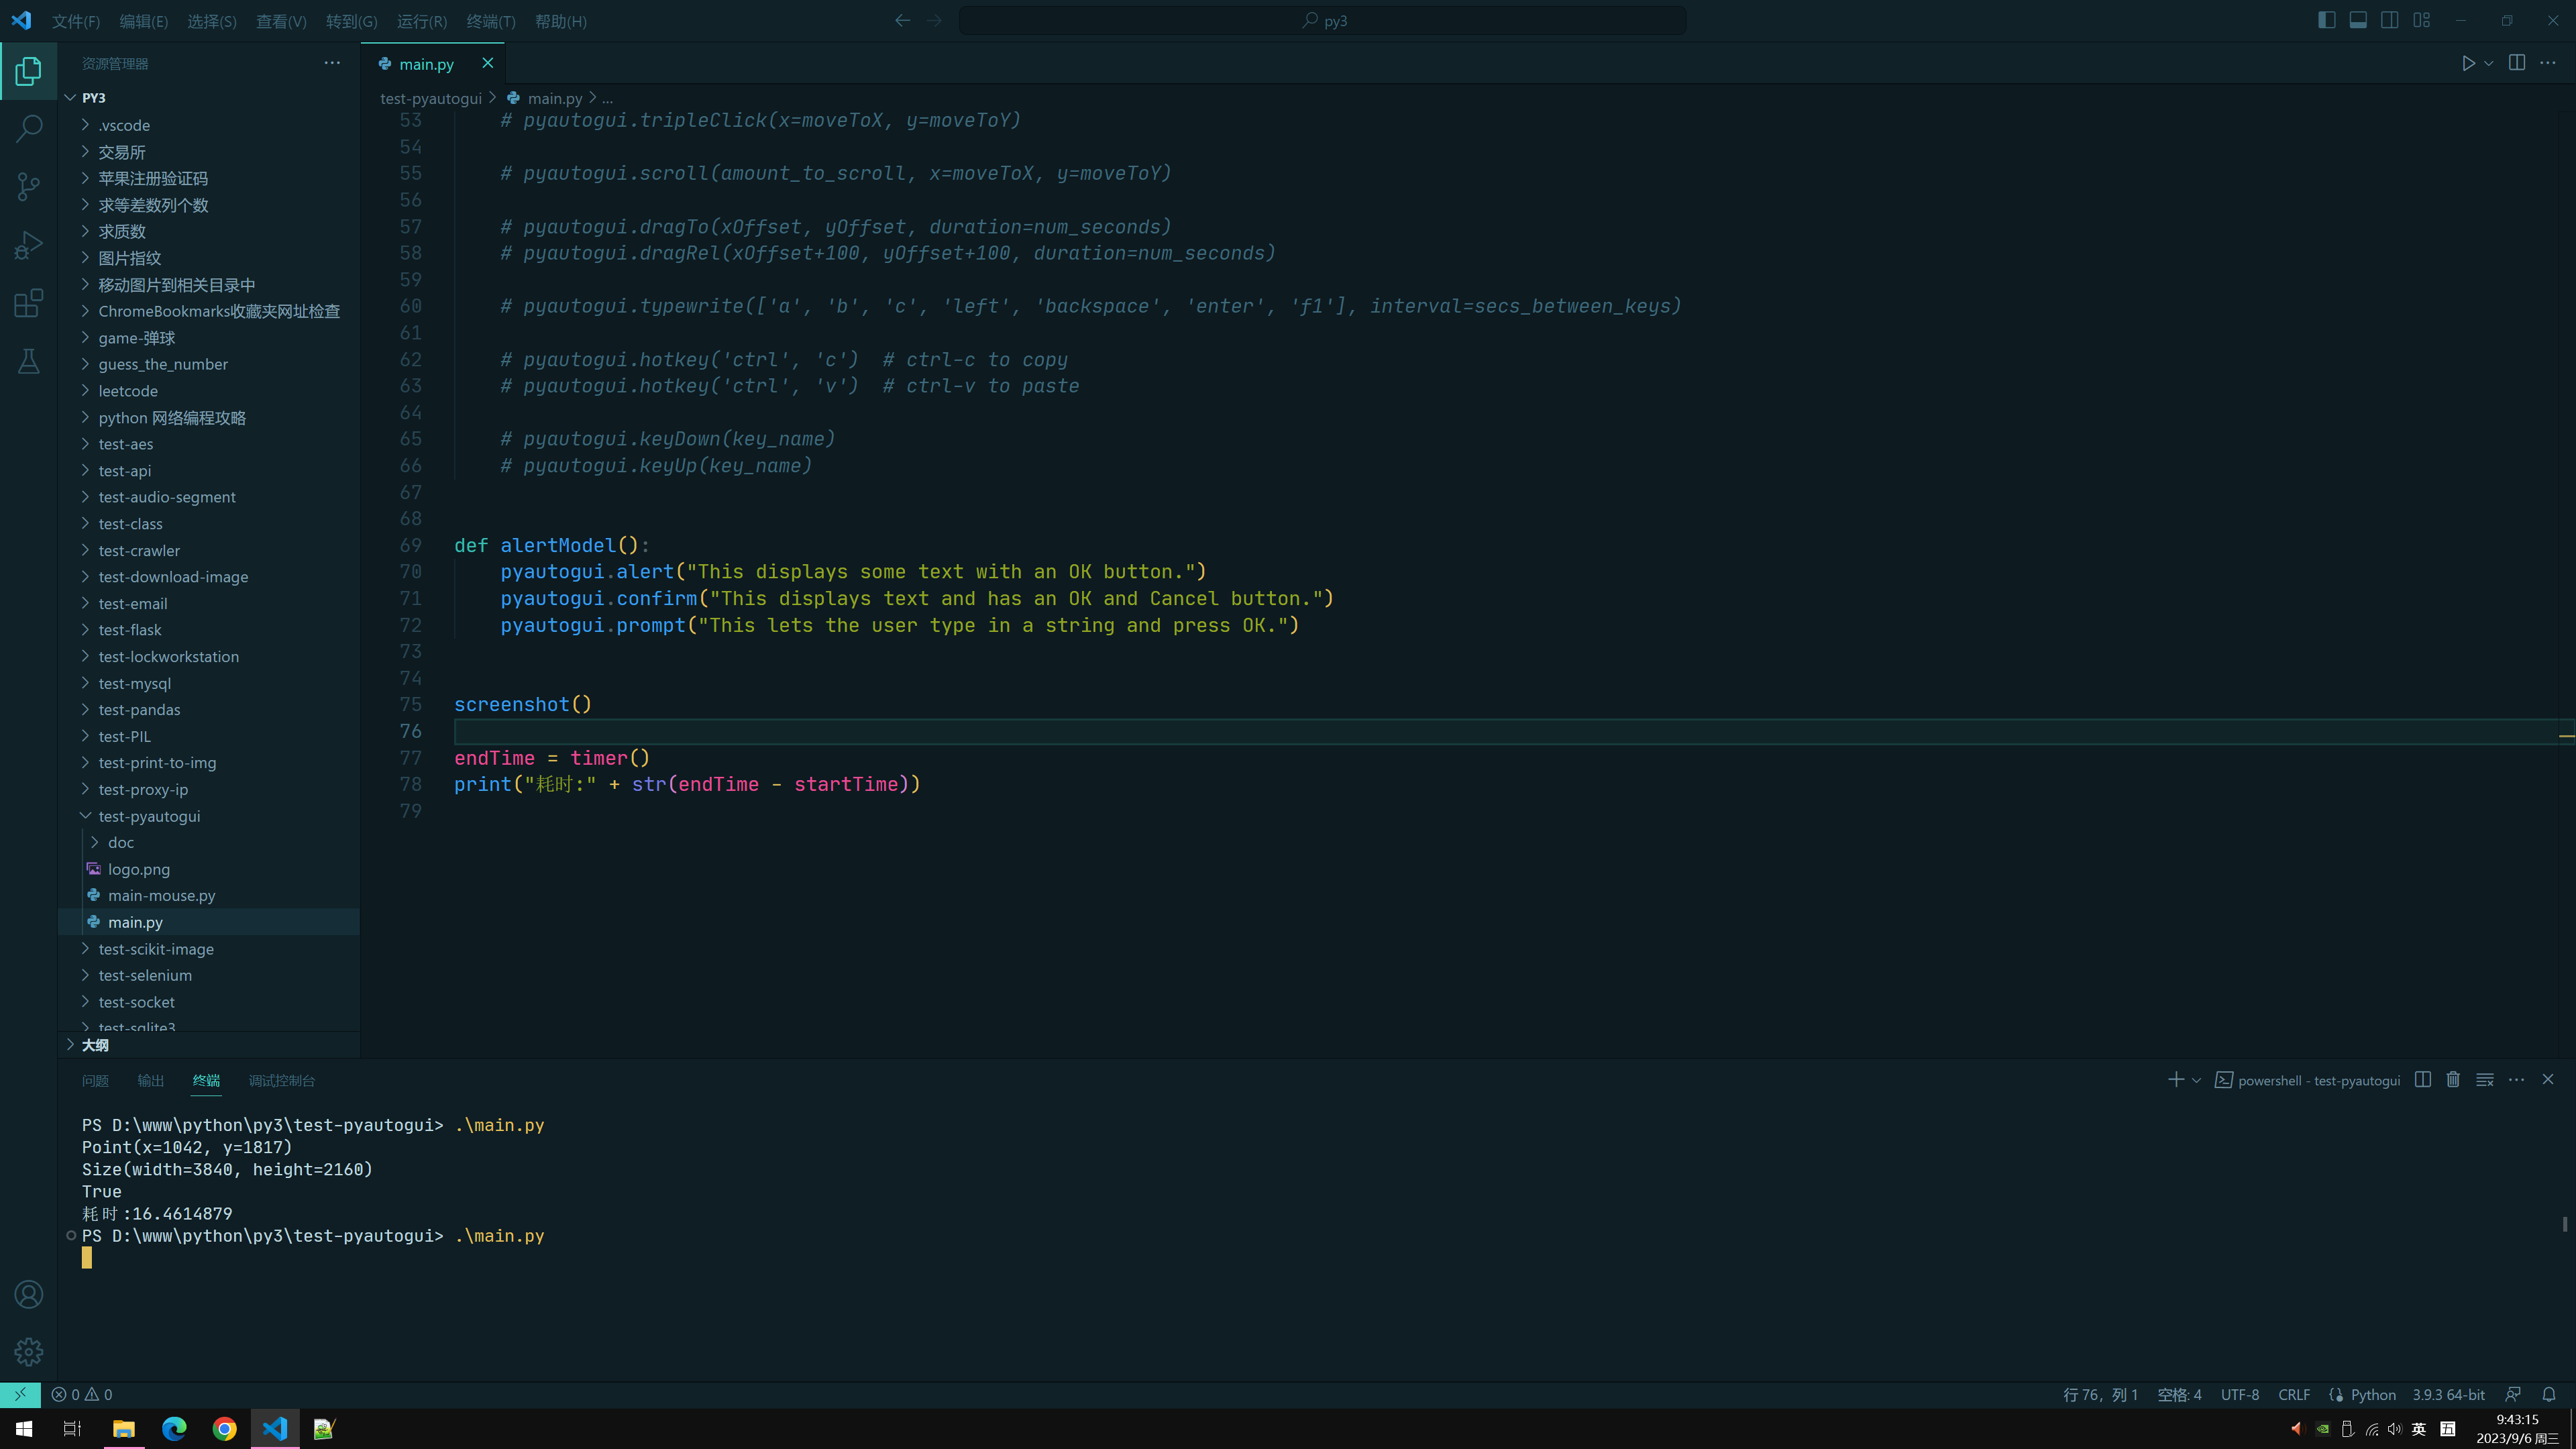 文件(F) 编辑(E) 选择(S) 查看(V) 转到(G) 运行(R) 终端(T) 帮助(H) py3
资源管理器
main.py
PY3
test-pyautogui > main.py > ...
.vscode
交易所
苹果注册验证码
求等差数列个数
求质数
图片指纹
移动图片到相关目录中
ChromeBookmarks收藏夹网址检查
game-弹球
guess_the_number
leetcode
python 网络编程攻略
test-aes
test-api
test-audio-segment
test-class
test-crawler
test-download-image
test-email
test-flask
test-lockworkstation
test-mysql
test-pandas
test-PIL
test-print-to-img
test-proxy-ip
test-pyautogui
doc
logo.png
main-mouse.py
main.py
test-scikit-image
test-selenium
test-socket
test-sqlite3
大纲
53 # pyautogui.tripleClick(x=moveToX, y=moveToY)
54
55 # pyautogui.scroll(amount_to_scroll, x=moveToX, y=moveToY)
56
57 # pyautogui.dragTo(xOffset, yOffset, duration=num_seconds)
58 # pyautogui.dragRel(xOffset+100, yOffset+100, duration=num_seconds)
59
60 # pyautogui.typewrite(['a', 'b', 'c', 'left', 'backspace', 'enter', 'f1'], interval=secs_between_keys)
61
62 # pyautogui.hotkey('ctrl', 'c')  # ctrl-c to copy
63 # pyautogui.hotkey('ctrl', 'v')  # ctrl-v to paste
64
65 # pyautogui.keyDown(key_name)
66 # pyautogui.keyUp(key_name)
67
68
69 def alertModel():
70 pyautogui.alert("This displays some text with an OK button.")
71 pyautogui.confirm("This displays text and has an OK and Cancel button.")
72 pyautogui.prompt("This lets the user type in a string and press OK.")
73
74
75 screenshot()
76
77 endTime = timer()
78 print("耗时:" + str(endTime - startTime))
79
问题 输出 终端 调试控制台 powershell - test-pyautogui
PS D:\www\python\py3\test-pyautogui> .\main.py
Point(x=1042, y=1817)
Size(width=3840, height=2160)
True
耗时:16.4614879
PS D:\www\python\py3\test-pyautogui> .\main.py
0 0 行 76，列 1 空格: 4 UTF-8 CRLF Python 3.9.3 64-bit
英 五 9:43:15
2023/9/6 周三